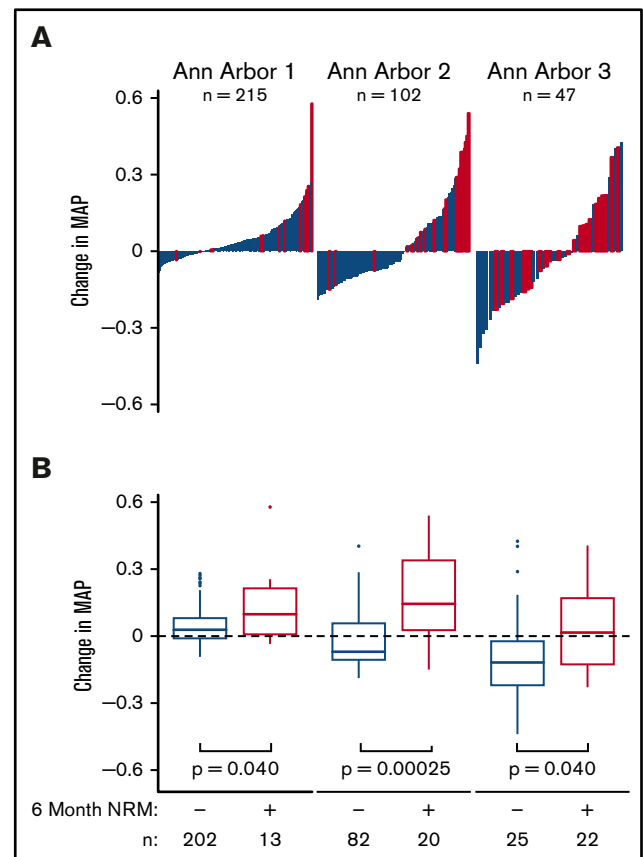 A
Ann Arbor 1 Ann Arbor 2 Ann Arbor 3
n = 215 n = 102 n = 47
Change in MAP
0.6
0.3
0
−0.3
−0.6
B
Change in MAP
0.6
0.3
0
−0.3
−0.6
p = 0.040 p = 0.00025 p = 0.040
6 Month NRM: − + − + − +
n: 202 13 82 20 25 22